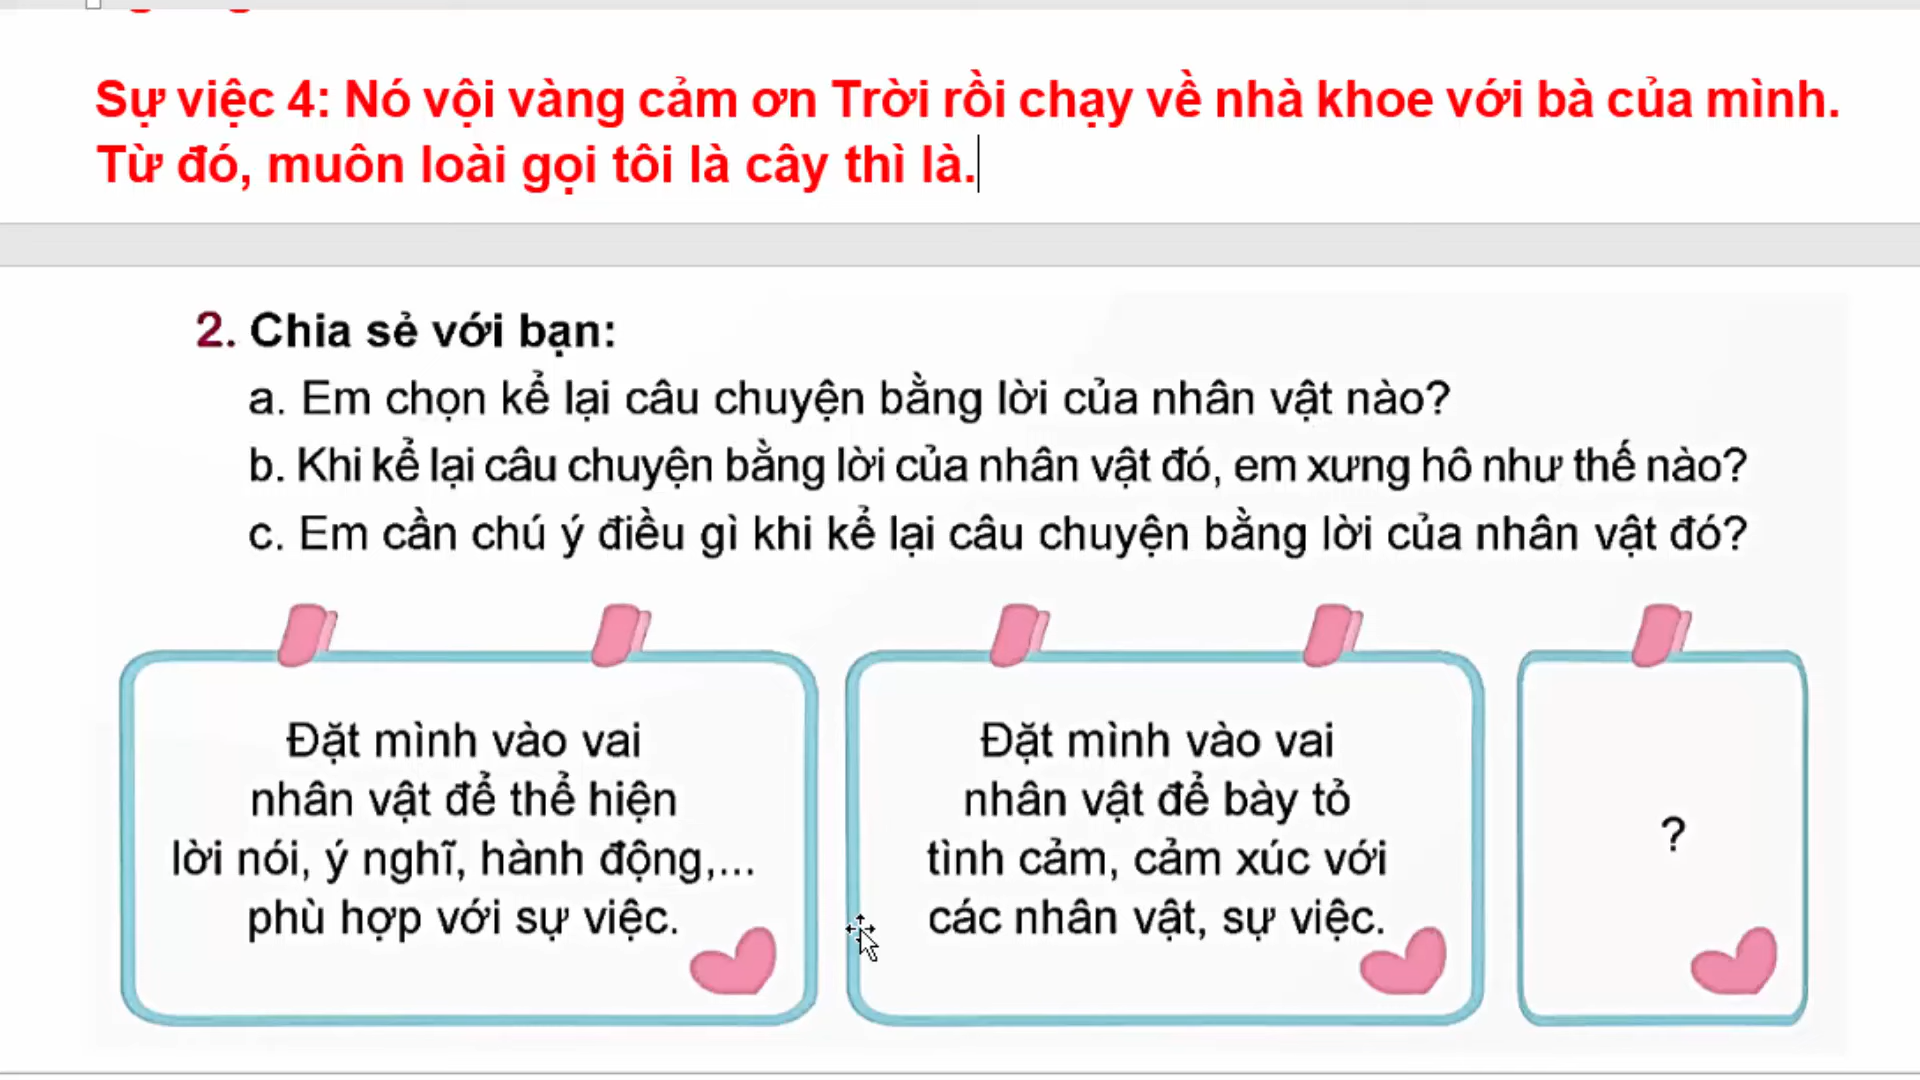 Sự việc 4: Nó vội vàng cảm ơn Trời rồi chạy về nhà khoe với bà của mình.
Từ đó, muôn loài gọi tôi là cây thì là.
2. Chia sẻ với bạn:
a. Em chọn kể lại câu chuyện bằng lời của nhân vật nào?
b. Khi kể lại câu chuyện bằng lời của nhân vật đó, em xưng hô như thế nào?
c. Em cần chú ý điều gì khi kể lại câu chuyện bằng lời của nhân vật đó?
Đặt mình vào vai
nhân vật để thể hiện
lời nói, ý nghĩ, hành động,...
phù hợp với sự việc.
Đặt mình vào vai
nhân vật để bày tỏ
tình cảm, cảm xúc với
các nhân vật, sự việc.
?